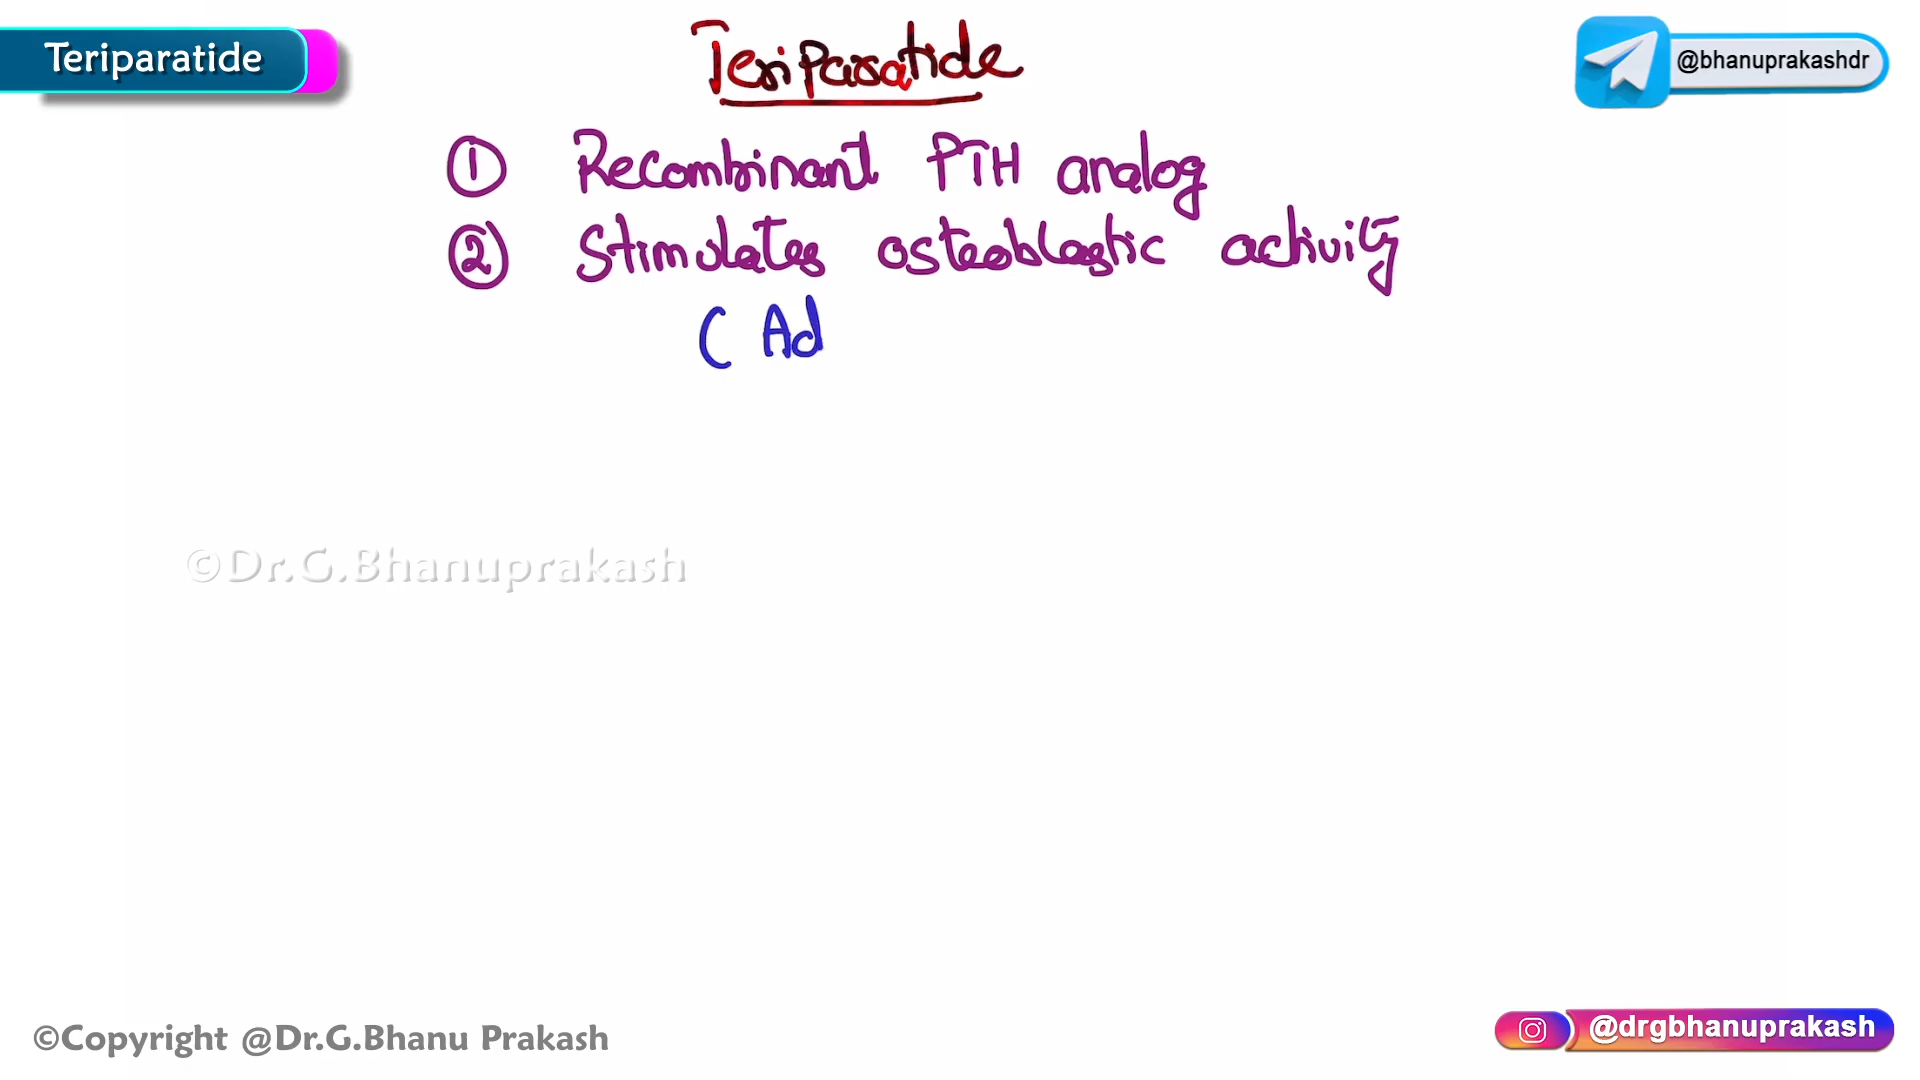 Teriparatide
Teriparatide
@bhanuprakashdr
① Recombinant PTH analog
② Stimulates osteoblastic activity
( Ad
©Dr.G.Bhanuprakash
©Copyright @Dr.G.Bhanu Prakash
@drgbhanuprakash